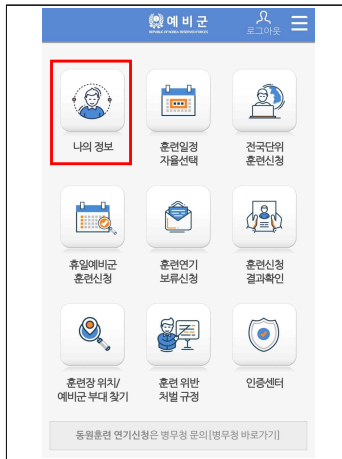 예비군
REPUBLIC OF KOREA RESERVE FORCES
로그아웃
나의 정보
훈련일정
자율선택
전국단위
훈련신청
휴일예비군
훈련신청
훈련연기
보류신청
훈련신청
결과확인
훈련장 위치/
예비군 부대 찾기
훈련 위반
처벌 규정
인증센터
동원훈련 연기신청은 병무청 문의 [병무청 바로가기]